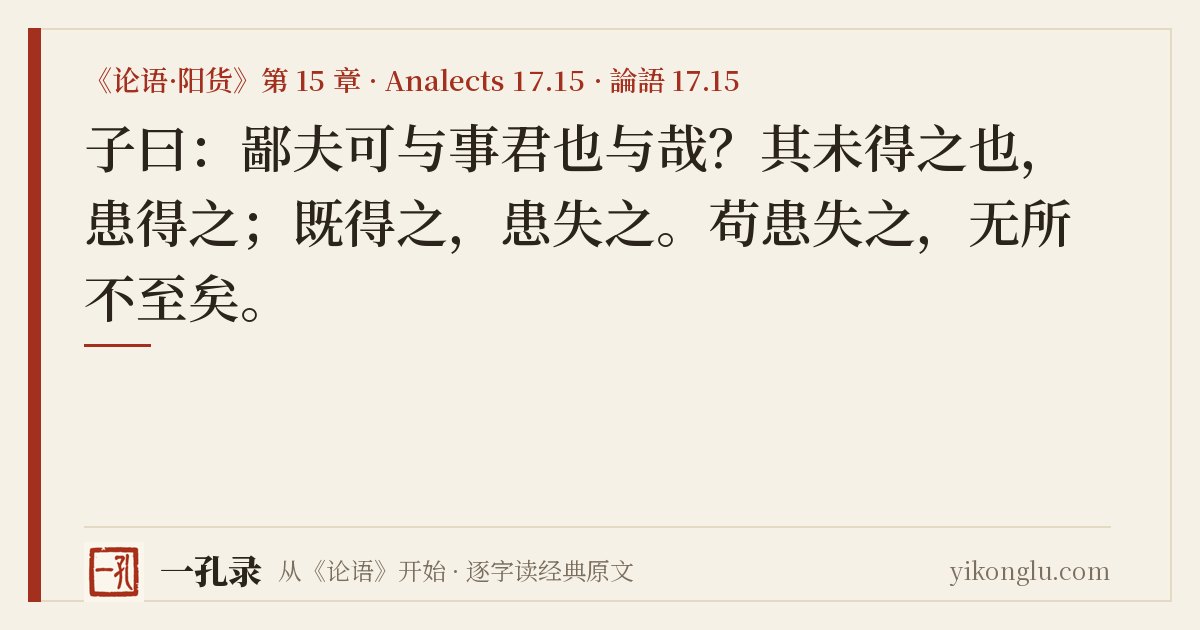 《论语·阳货》第 15 章 · Analects 17.15 · 論語 17.15
子曰：鄙夫可与事君也与哉？其未得之也，
患得之；既得之，患失之。苟患失之，无所
不至矣。
一孔
一孔录 从《论语》开始 · 逐字读经典原文 yikonglu.com